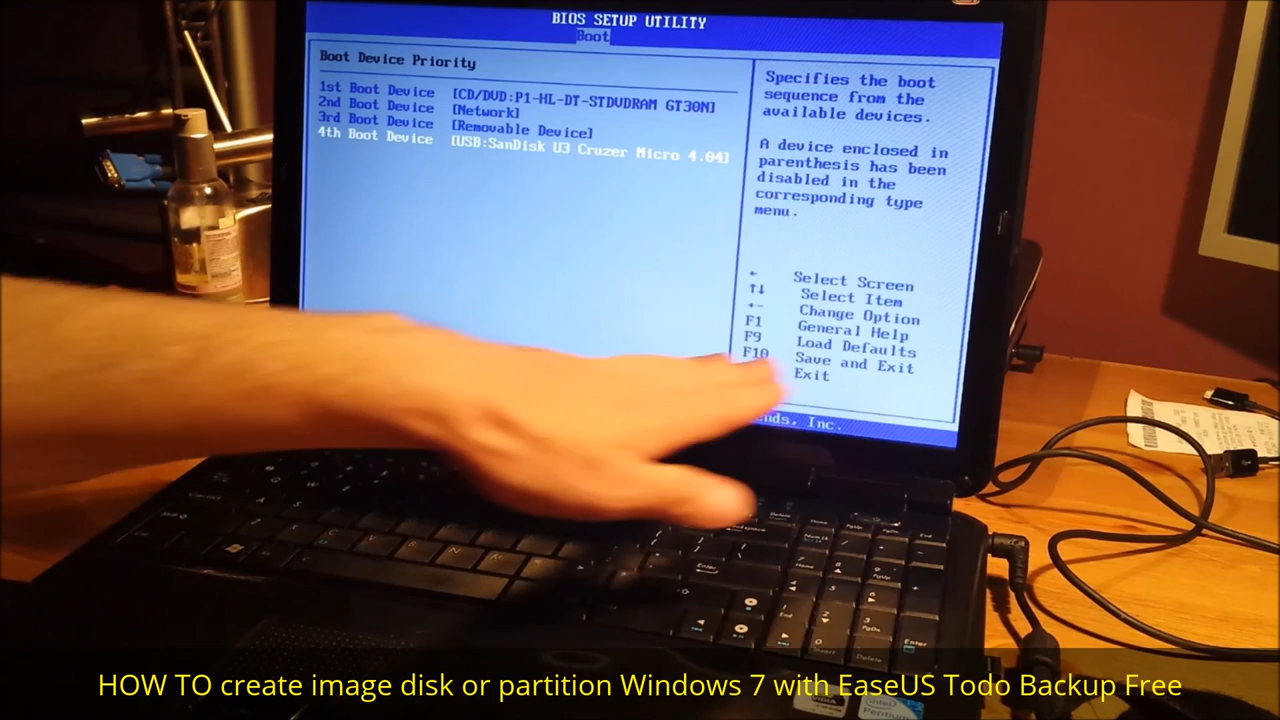 BIOS SETUP UTILITY
Boot
Boot Device Priority
1st Boot Device [CD/DVD:P1-HL-DT-STDVDRAM GT30N]
2nd Boot Device [Network]
3rd Boot Device [Removable Device]
4th Boot Device [USB:SanDisk U3 Cruzer Micro 4.04]
Specifies the boot
sequence from the
available devices.
A device enclosed in
parenthesis has been
disabled in the
corresponding type
menu.
← Select Screen
↑↓ Select Item
+- Change Option
F1 General Help
F9 Load Defaults
F10 Save and Exit
Exit
ends, Inc.
Enter
Enter
HOW TO create image disk or partition Windows 7 with EaseUS Todo Backup Free